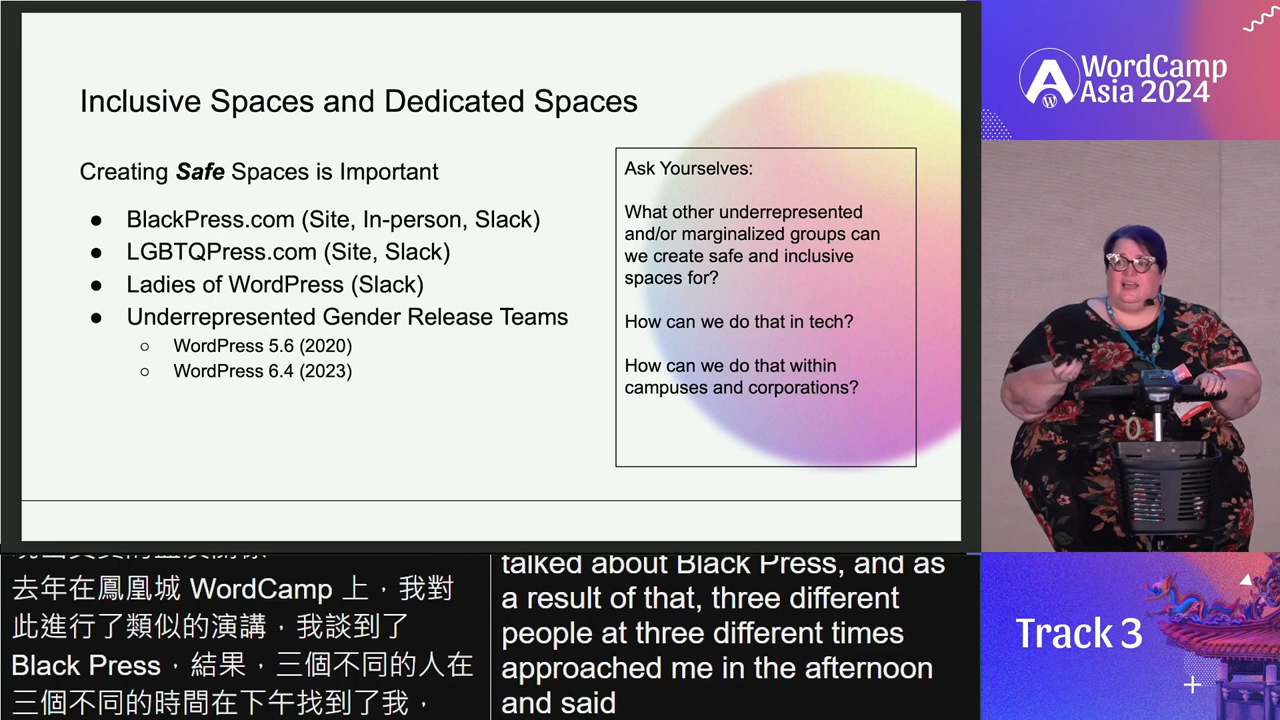 Inclusive Spaces and Dedicated Spaces
Creating Safe Spaces is Important
● BlackPress.com (Site, In-person, Slack)
● LGBTQPress.com (Site, Slack)
● Ladies of WordPress (Slack)
● Underrepresented Gender Release Teams
○ WordPress 5.6 (2020)
○ WordPress 6.4 (2023)
Ask Yourselves:
What other underrepresented
and/or marginalized groups can
we create safe and inclusive
spaces for?
How can we do that in tech?
How can we do that within
campuses and corporations?
WordCamp
Asia 2024
去年在鳳凰城 WordCamp 上，我對
此進行了類似的演講，我談到了
Black Press，結果，三個不同的人在
三個不同的時間在下午找到了我，
talked about Black Press, and as
a result of that, three different
people at three different times
approached me in the afternoon
and said
Track 3